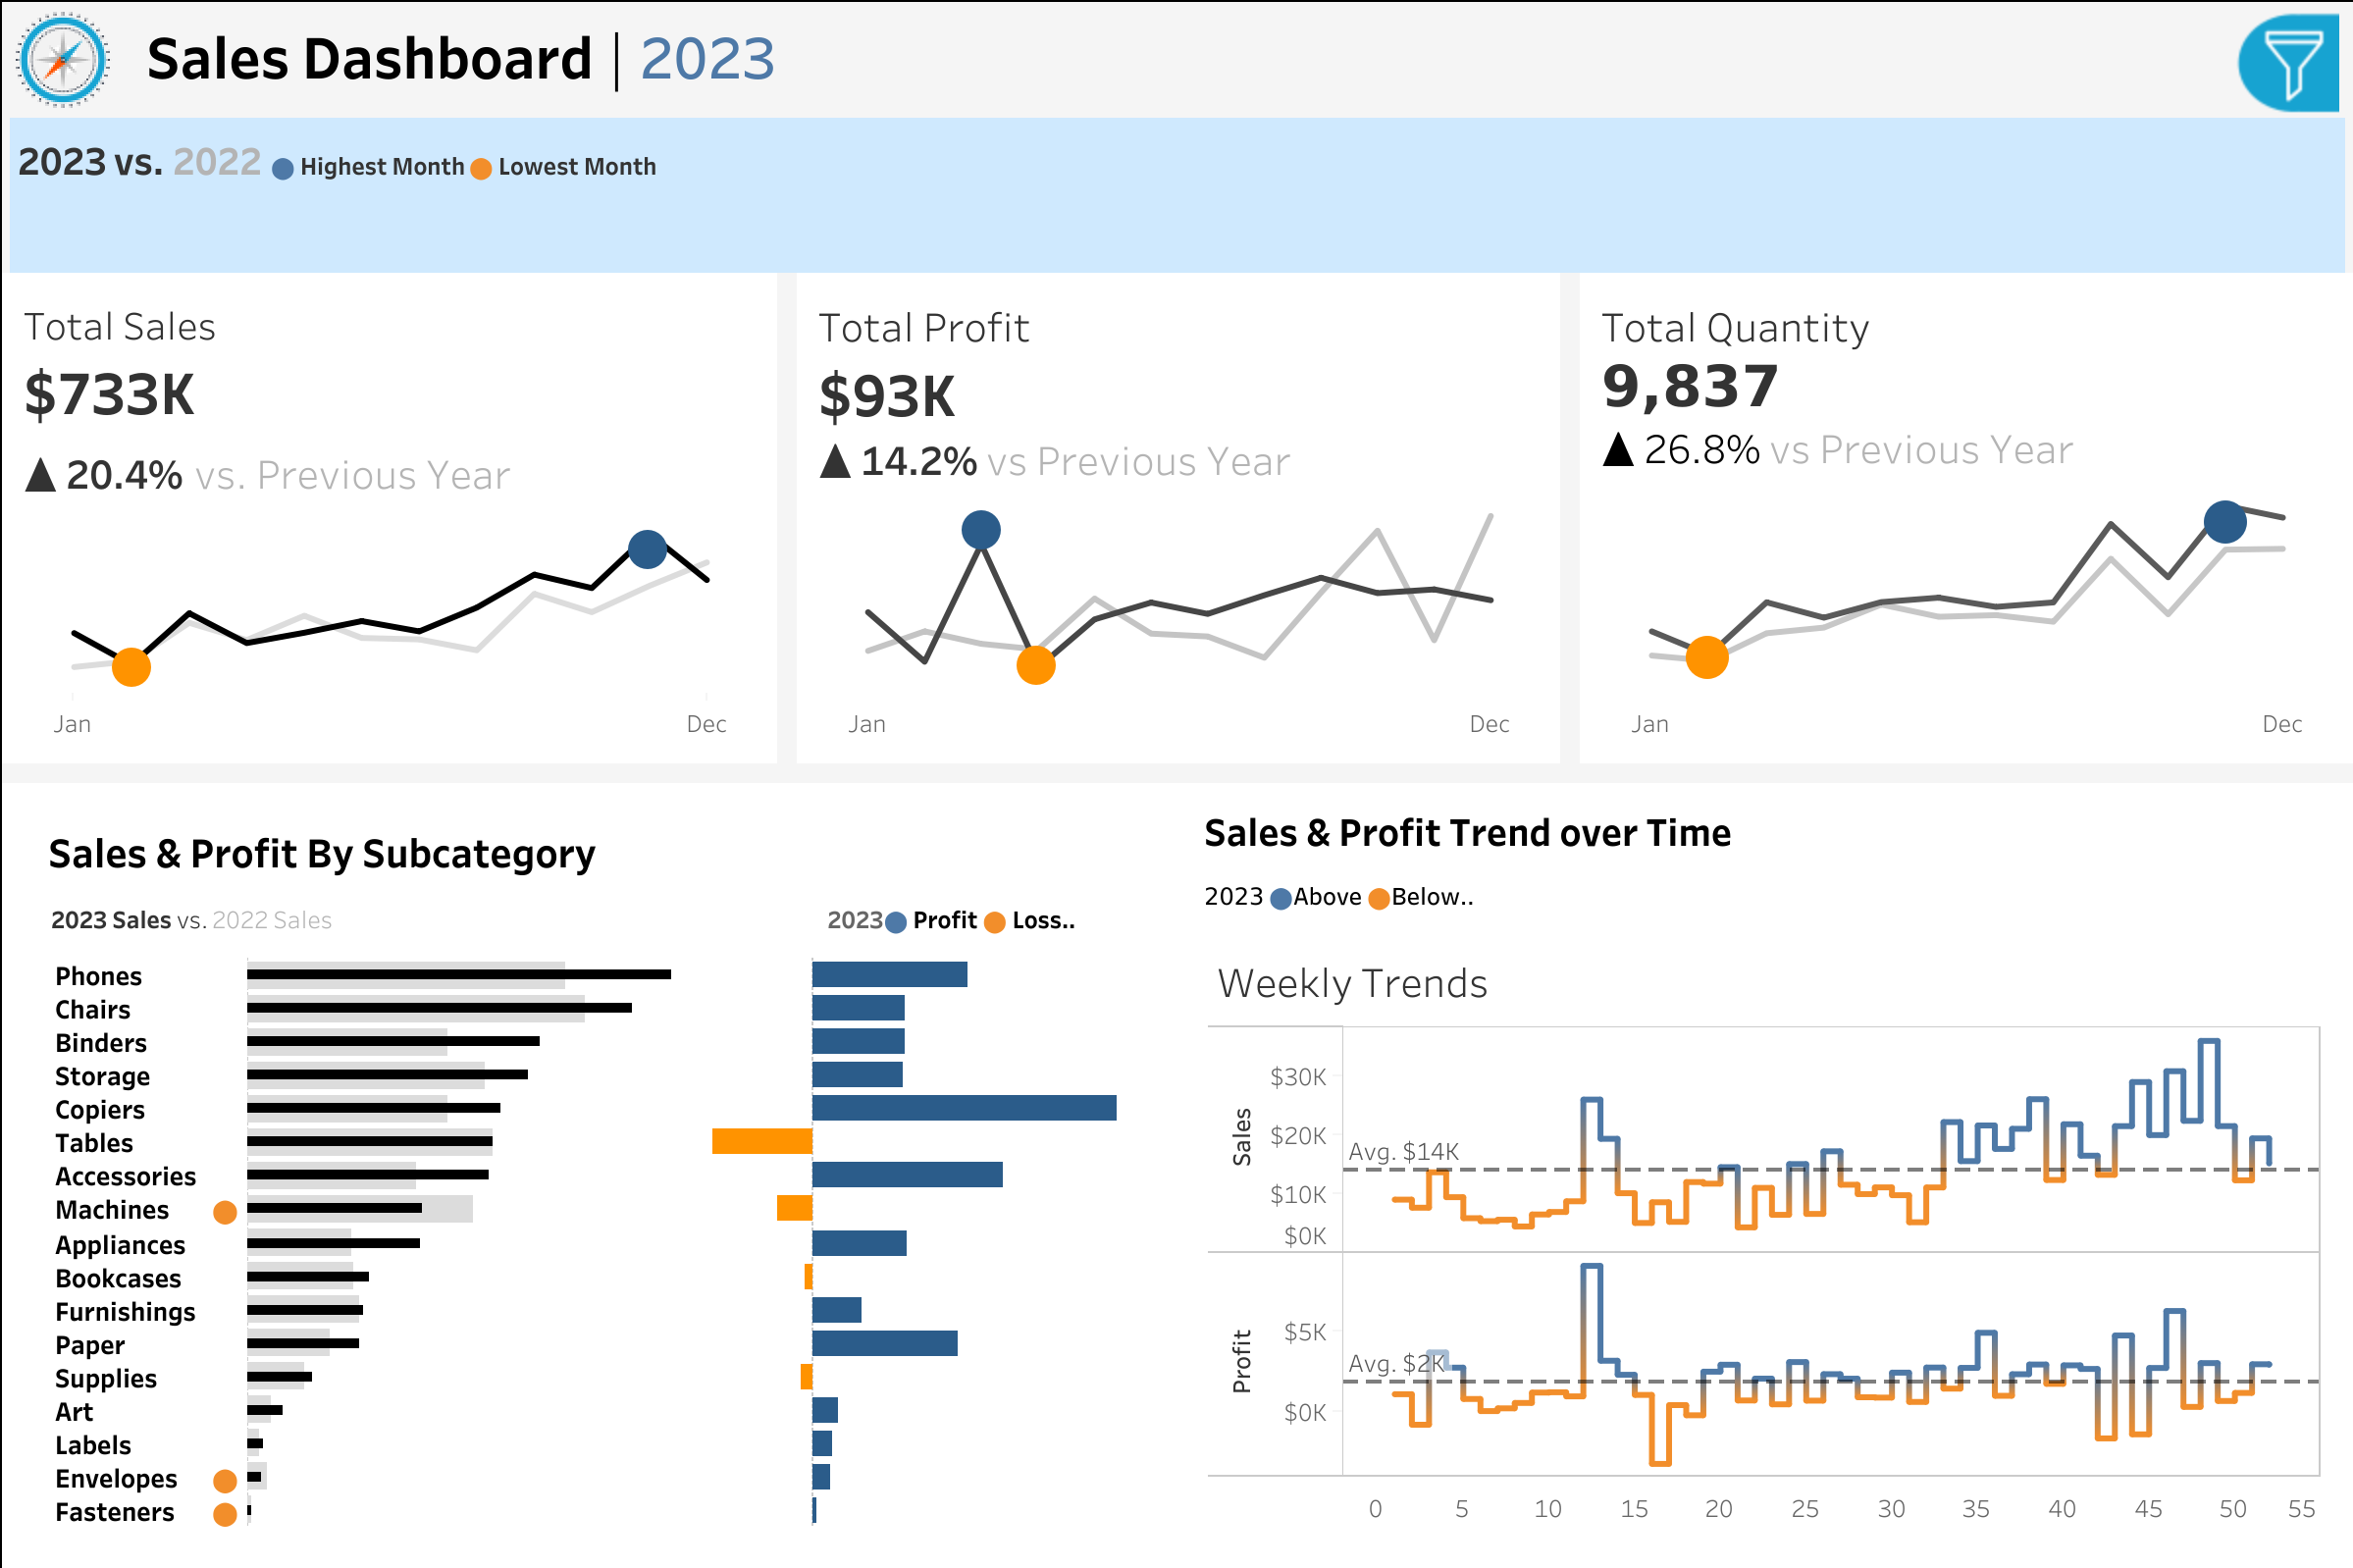 Sales Dashboard | 2023
2023 vs. 2022 Highest Month Lowest Month
Total Sales
$733K
▲ 20.4% vs. Previous Year
Jan Dec
Total Profit
$93K
▲ 14.2% vs Previous Year
Jan Dec
Total Quantity
9,837
▲ 26.8% vs Previous Year
Jan Dec
Sales & Profit By Subcategory
2023 Sales vs. 2022 Sales
2023 Profit Loss..
Phones
Chairs
Binders
Storage
Copiers
Tables
Accessories
Machines
Appliances
Bookcases
Furnishings
Paper
Supplies
Art
Labels
Envelopes
Fasteners
Sales & Profit Trend over Time
2023 Above Below..
Weekly Trends
Sales
$30K
$20K
Avg. $14K
$10K
$0K
Profit
$5K
Avg. $2K
$0K
0 5 10 15 20 25 30 35 40 45 50 55